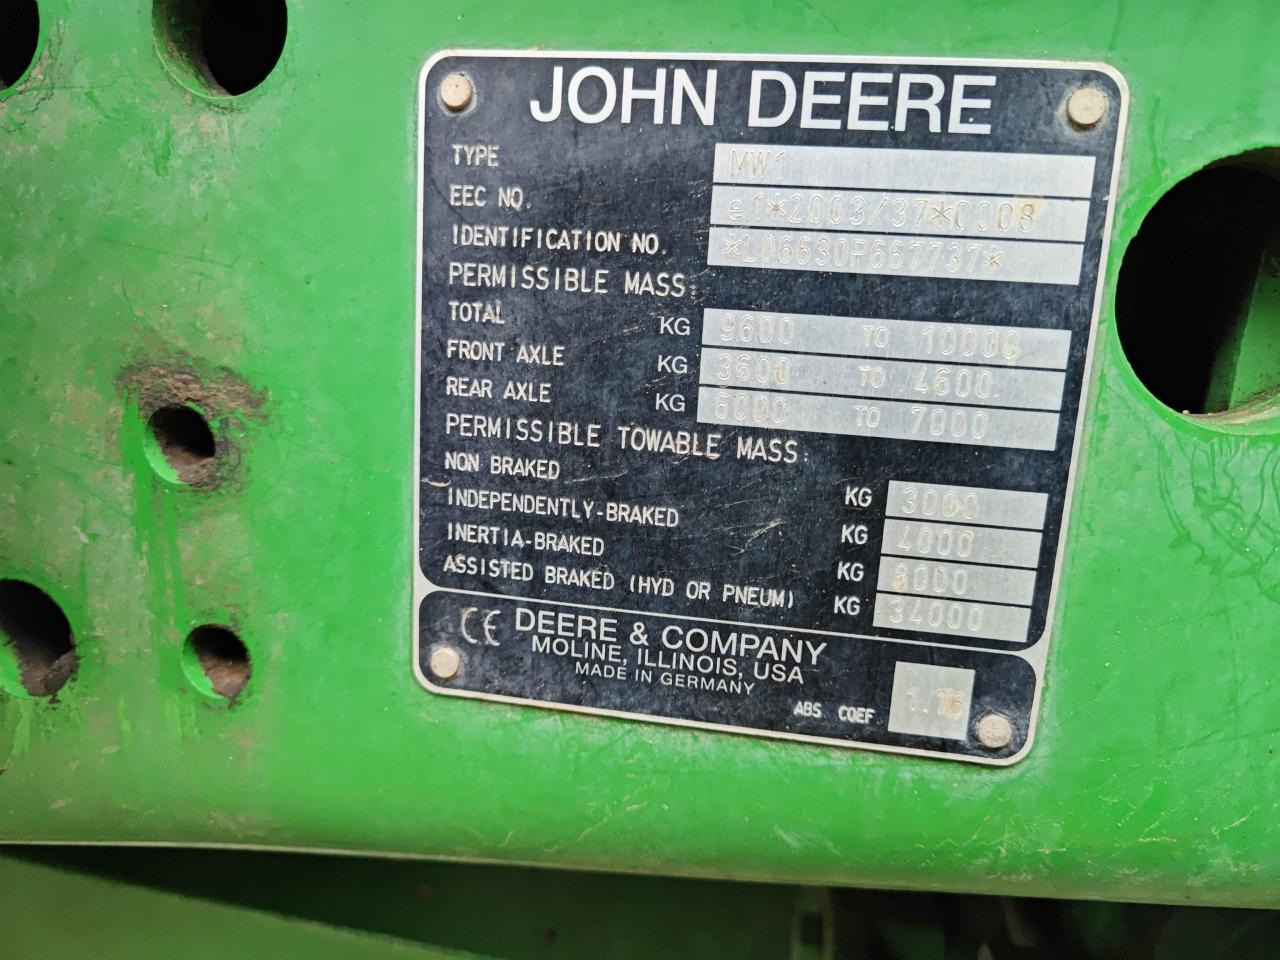 JOHN DEERE
TYPE MW1
EEC NO. e1*2003/37*0008
IDENTIFICATION NO. *L06630P667737*
PERMISSIBLE MASS:
TOTAL KG 9600 TO 10000
FRONT AXLE KG 3600 TO 4600
REAR AXLE KG 6000 TO 7000
PERMISSIBLE TOWABLE MASS:
NON BRAKED KG 3000
INDEPENDENTLY-BRAKED KG 4000
INERTIA-BRAKED KG 8000
ASSISTED BRAKED (HYD OR PNEUM) KG 34000
CE DEERE & COMPANY
MOLINE, ILLINOIS, USA
MADE IN GERMANY
ABS COEF